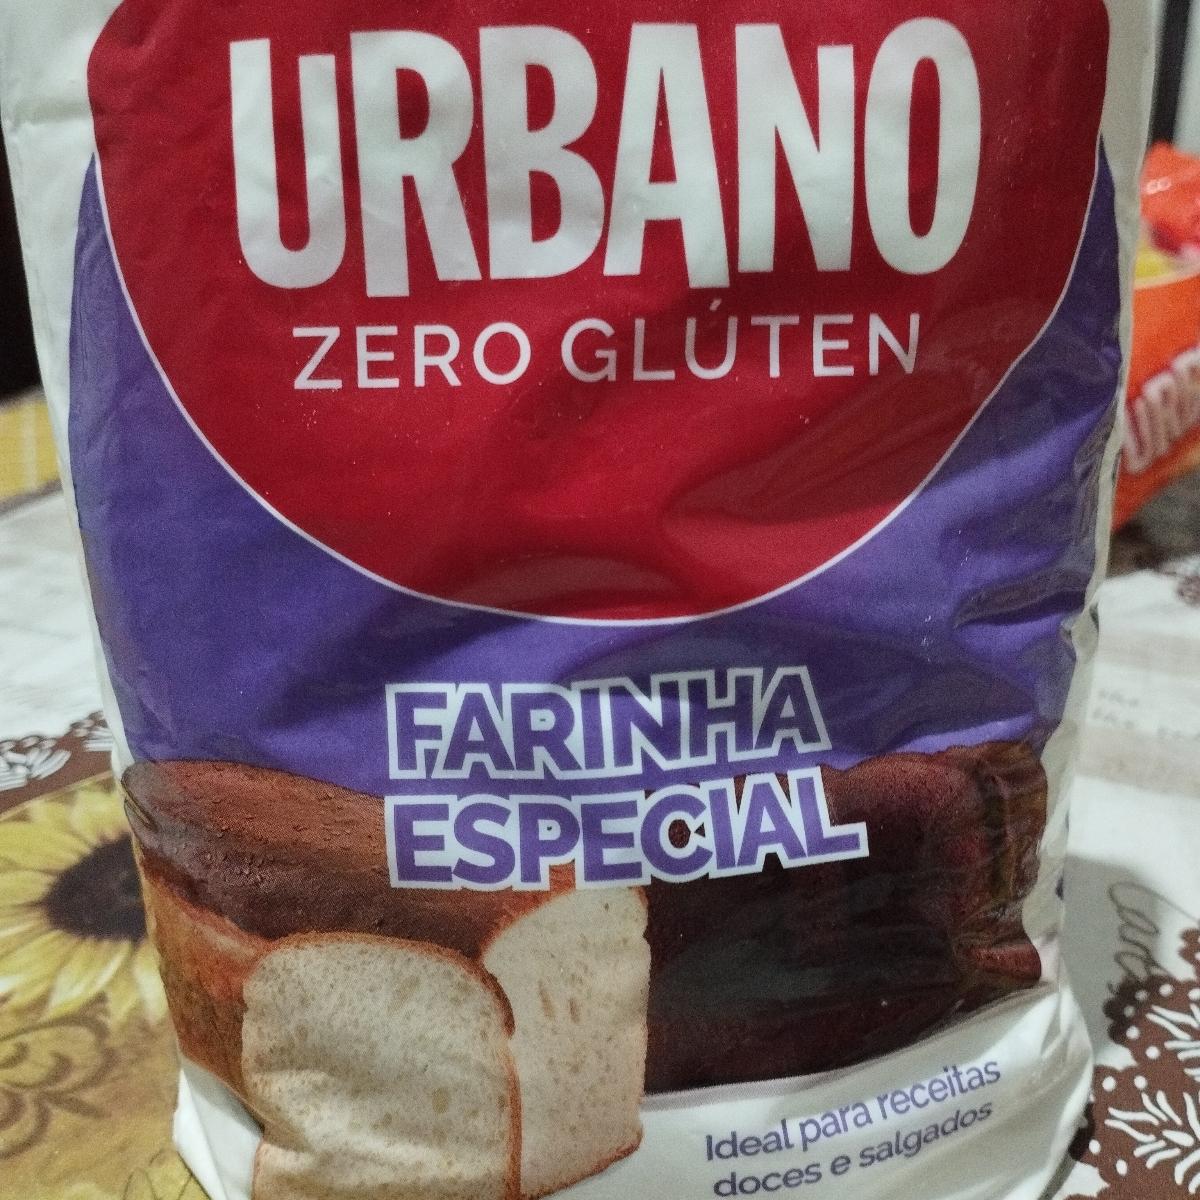 URBANO
ZERO GLÚTEN
FARINHA
ESPECIAL
Ideal para receitas
doces e salgados